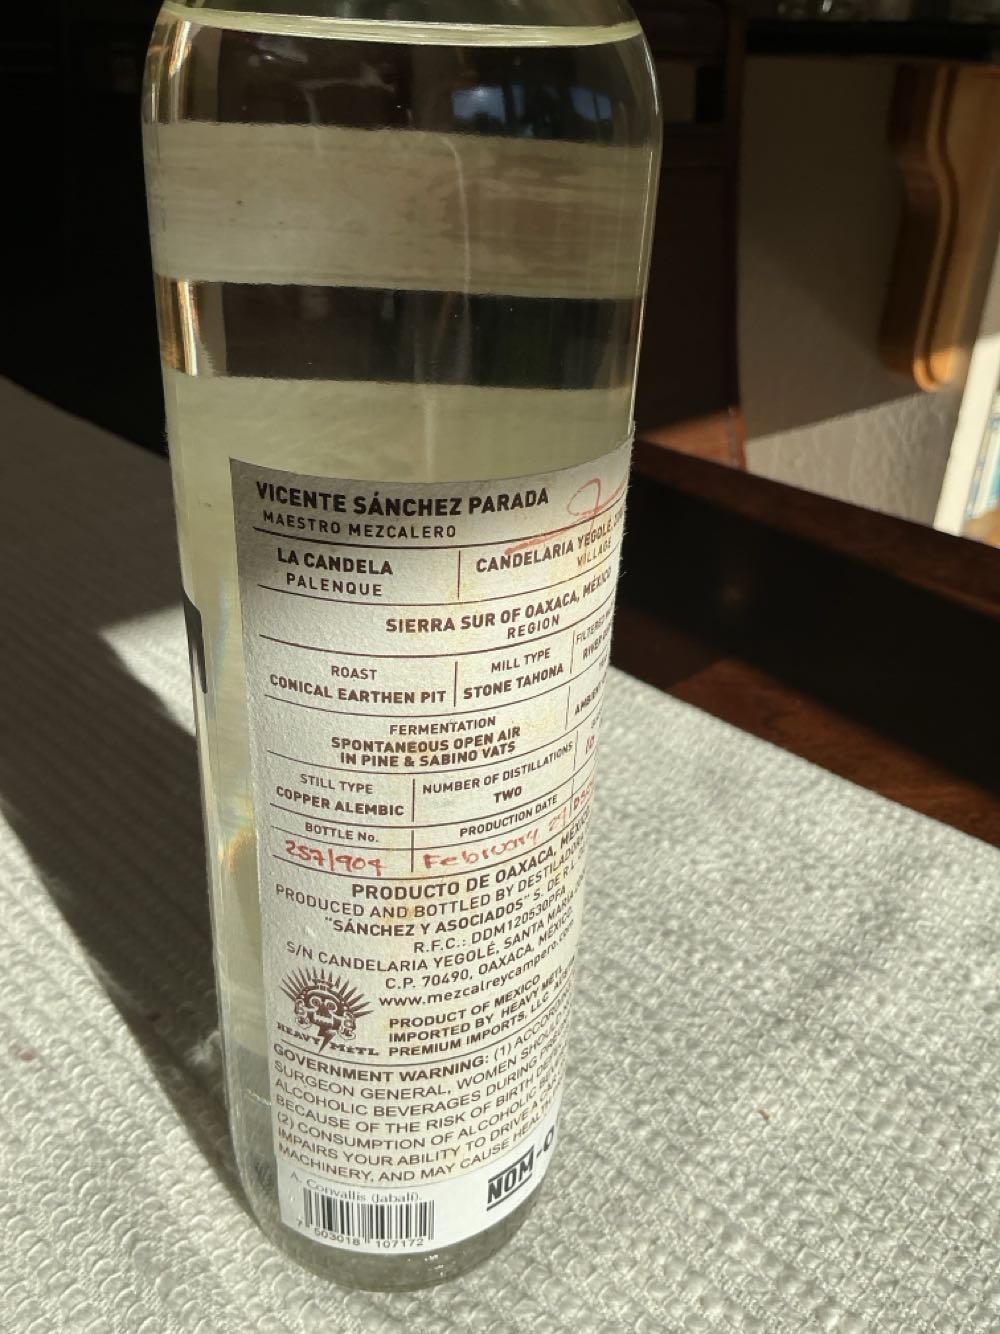 VICENTE SÁNCHEZ PARADA
MAESTRO MEZCALERO
LA CANDELA
PALENQUE
CANDELARIA YEGOLÉ
VILLAGE
SIERRA SUR OF OAXACA, MÉXICO
REGION
ROAST
CONICAL EARTHEN PIT
MILL TYPE
STONE TAHONA
FERMENTATION
SPONTANEOUS OPEN AIR
IN PINE & SABINO VATS
STILL TYPE
COPPER ALEMBIC
NUMBER OF DISTILLATIONS
TWO
BOTTLE No.
257/904
PRODUCTION DATE
February
PRODUCTO DE OAXACA, MÉXICO
PRODUCED AND BOTTLED BY DESTILADORA
"SÁNCHEZ Y ASOCIADOS" S. DE R.L.
R.F.C.: DDM120530PFA
S/N CANDELARIA YEGOLÉ, SANTA MARÍA
C.P. 70490, OAXACA, MÉXICO.
www.mezcalreycampero.com
HEAVY MÉTL
PRODUCT OF MEXICO
IMPORTED BY HEAVY METL
PREMIUM IMPORTS, LLC
GOVERNMENT WARNING: (1) ACCORDING
SURGEON GENERAL, WOMEN SHOULD
ALCOHOLIC BEVERAGES DURING
BECAUSE OF THE RISK OF BIRTH
(2) CONSUMPTION OF ALCOHOLIC
IMPAIRS YOUR ABILITY TO DRIVE A
MACHINERY, AND MAY CAUSE HEALTH
A. Convallis (Jabalí).
7 503018 107172
NOM-O